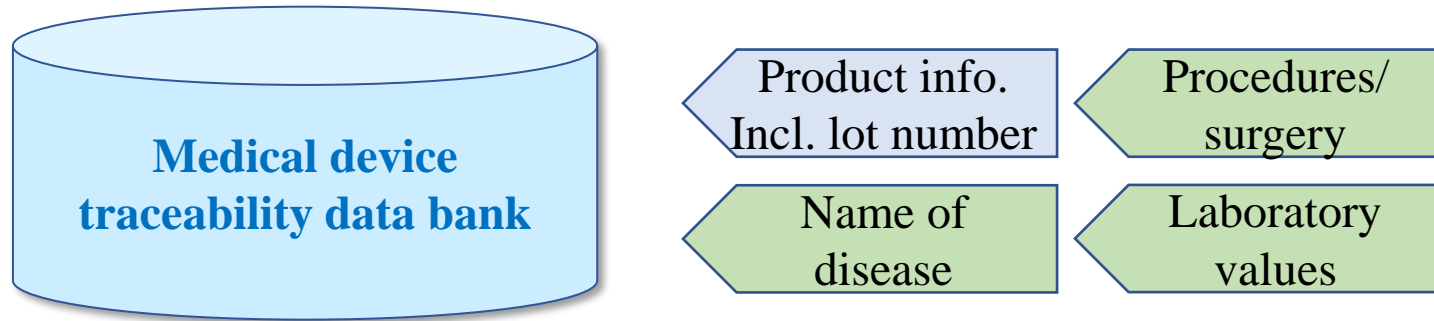 Medical device
traceability data bank
Product info.
Incl. lot number
Procedures/
surgery
Name of
disease
Laboratory
values